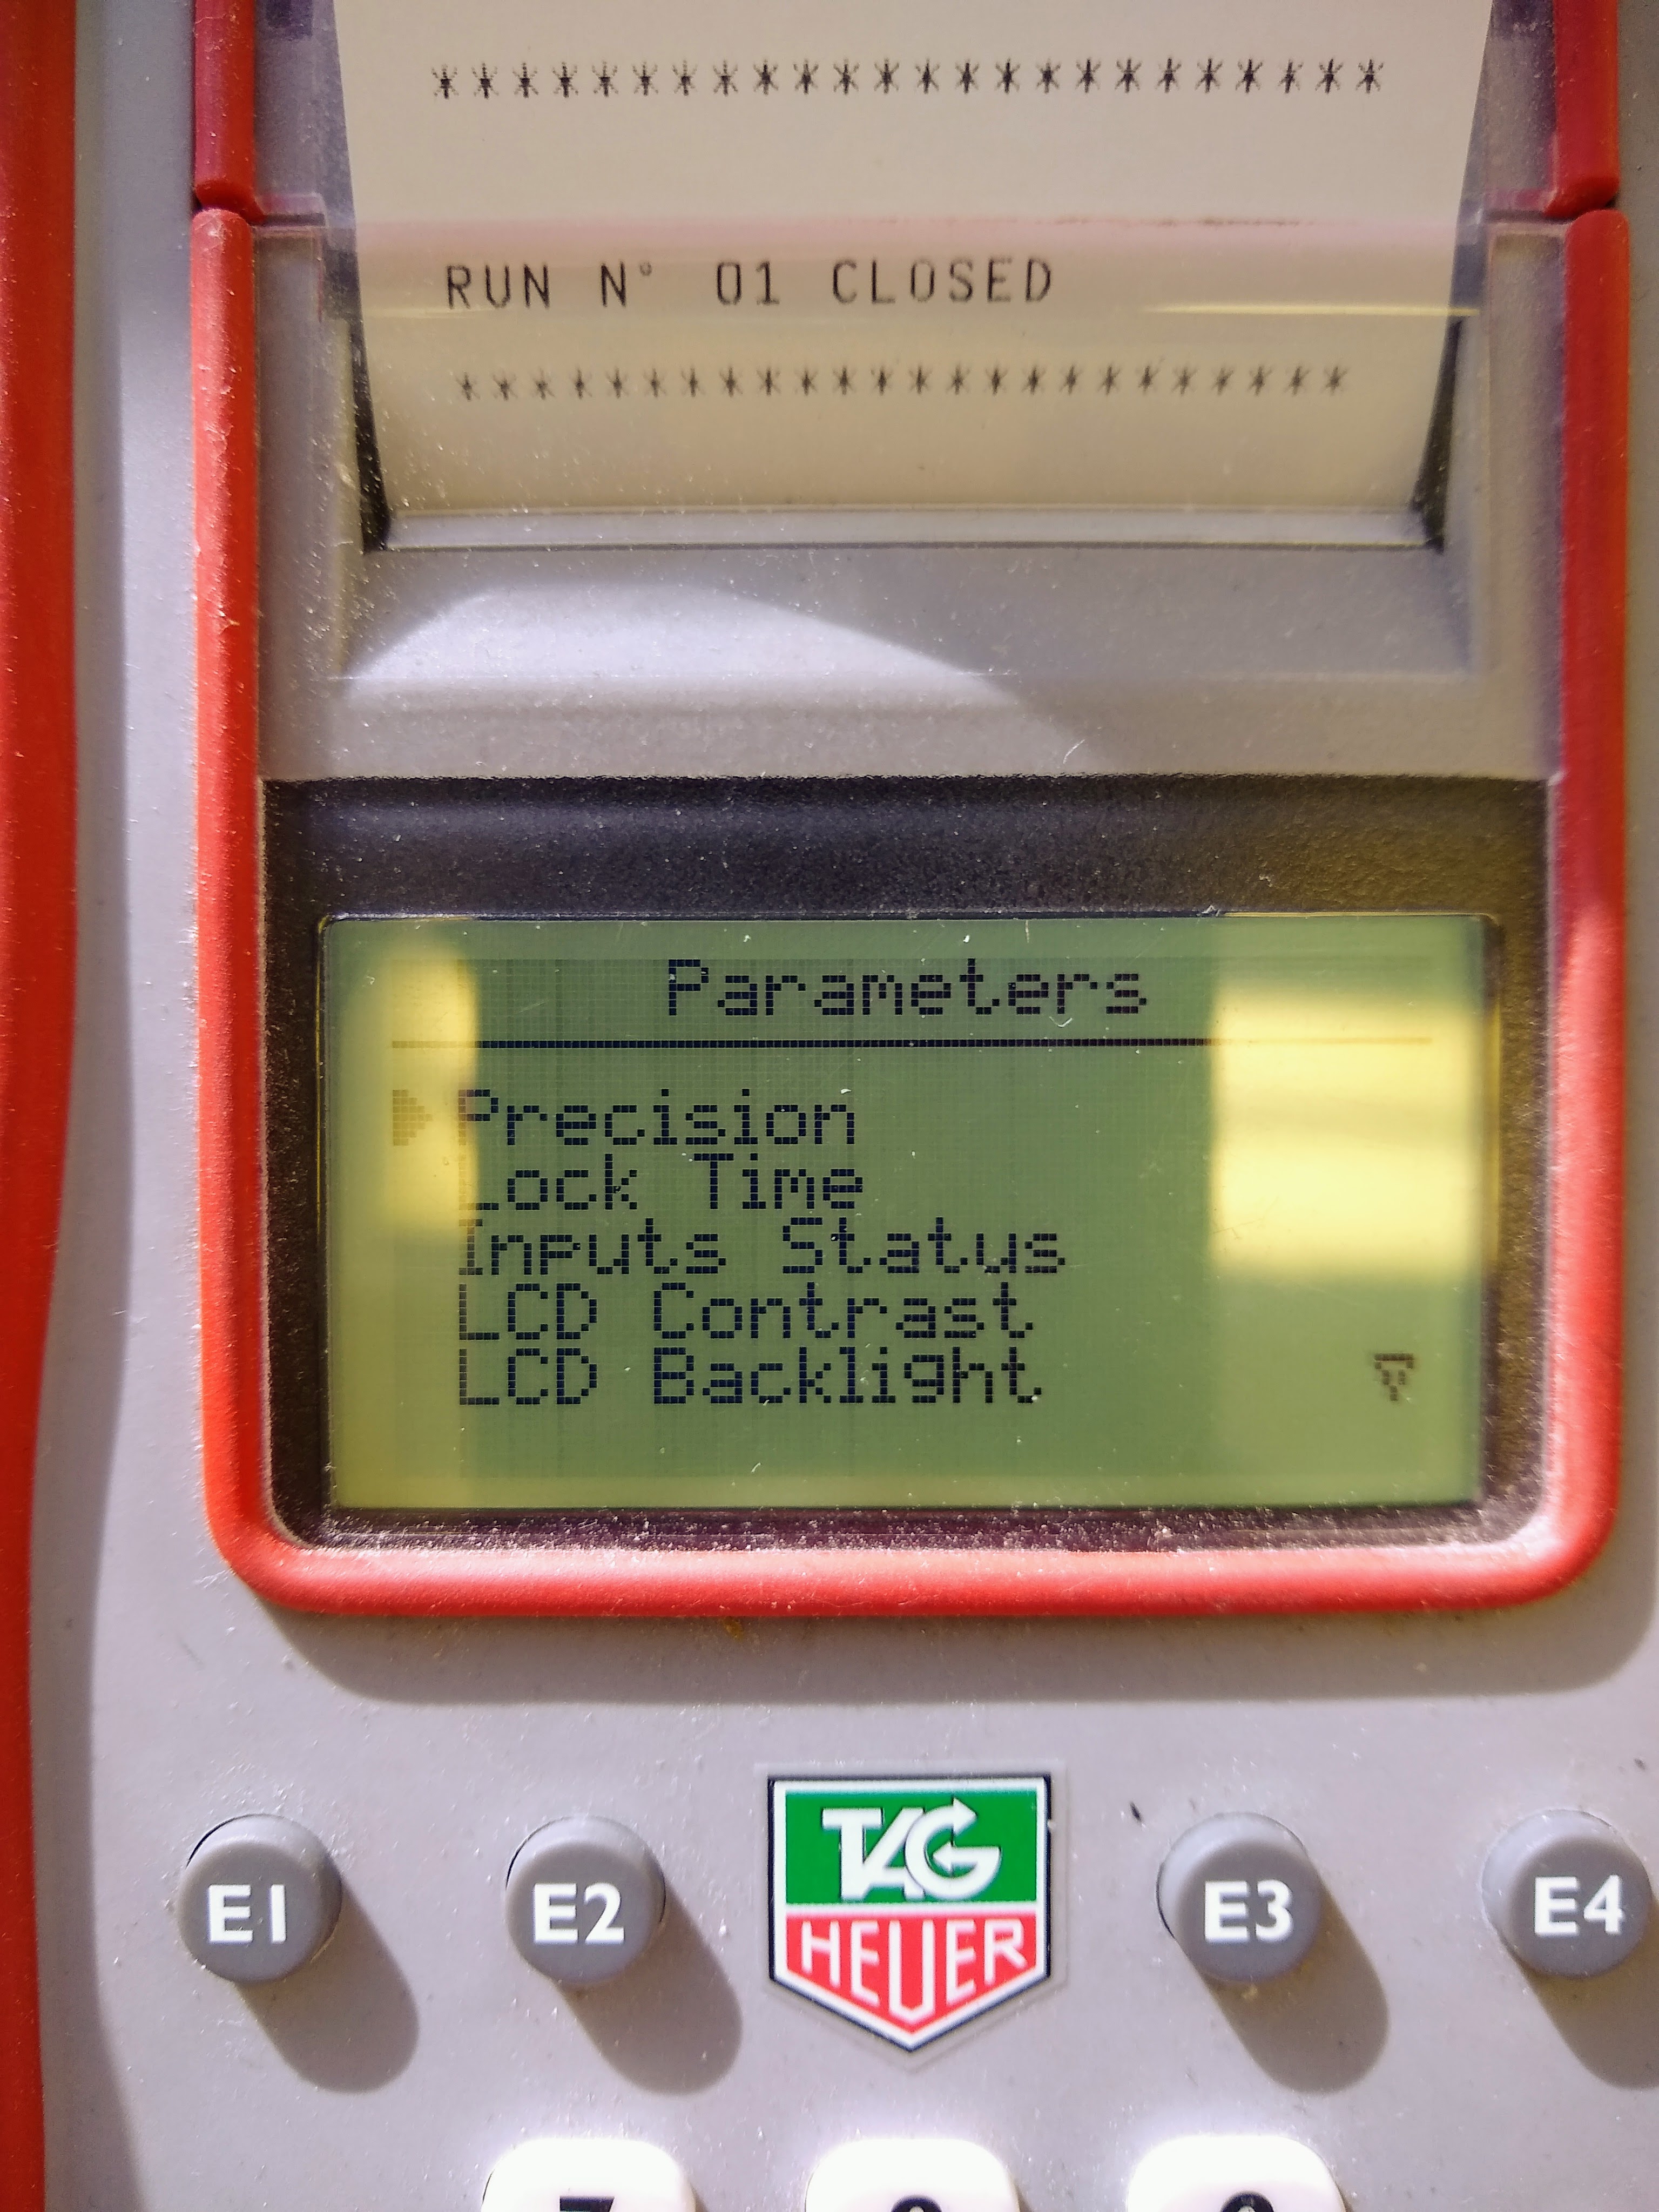 ************************
RUN N° 01 CLOSED
************************
Parameters
Precision
Lock Time
Inputs Status
LCD Contrast
LCD Backlight
E1 E2 TAG HEUER E3 E4